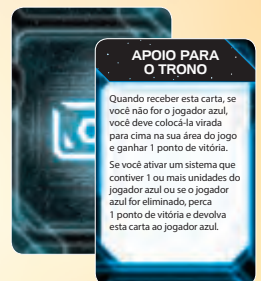 APOIO PARA
O TRONO
Quando receber esta carta, se
você não for o jogador azul,
você deve colocá-la virada
para cima na sua área do jogo
e ganhar 1 ponto de vitória.
Se você ativar um sistema que
contiver 1 ou mais unidades do
jogador azul ou se o jogador
azul for eliminado, perca
1 ponto de vitória e devolva
esta carta ao jogador azul.